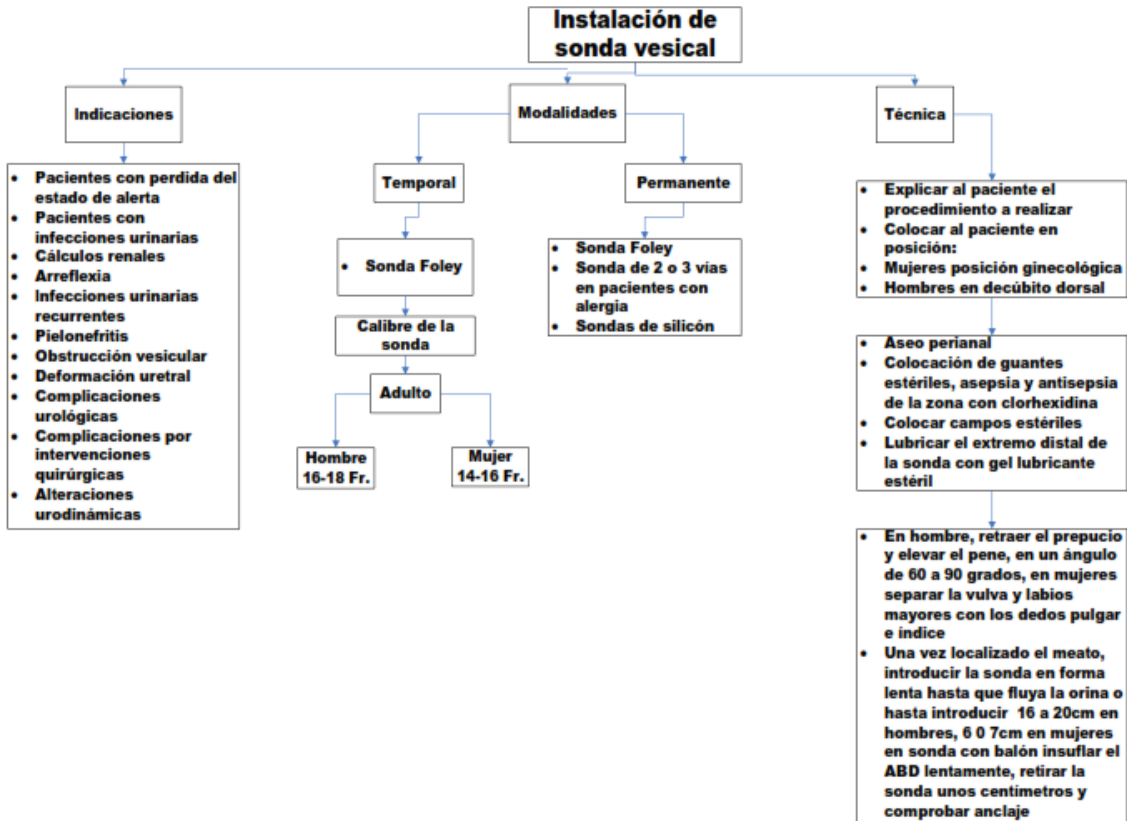 Instalación de
sonda vesical
Indicaciones
Modalidades
Técnica
• Pacientes con perdida del
estado de alerta
• Pacientes con
infecciones urinarias
• Cálculos renales
• Arreflexia
• Infecciones urinarias
recurrentes
• Pielonefritis
• Obstrucción vesicular
• Deformación uretral
• Complicaciones
urológicas
• Complicaciones por
intervenciones
quirúrgicas
• Alteraciones
urodinámicas
Temporal
• Sonda Foley
Calibre de la
sonda
Adulto
Hombre
16-18 Fr.
Mujer
14-16 Fr.
Permanente
• Sonda Foley
• Sonda de 2 o 3 vías
en pacientes con
alergia
• Sondas de silicón
• Explicar al paciente el
procedimiento a realizar
• Colocar al paciente en
posición:
• Mujeres posición ginecológica
• Hombres en decúbito dorsal
• Aseo perianal
• Colocación de guantes
estériles, asepsia y antisepsia
de la zona con clorhexidina
• Colocar campos estériles
• Lubricar el extremo distal de
la sonda con gel lubricante
estéril
• En hombre, retraer el prepucio
y elevar el pene, en un ángulo
de 60 a 90 grados, en mujeres
separar la vulva y labios
mayores con los dedos pulgar
e índice
• Una vez localizado el meato,
introducir la sonda en forma
lenta hasta que fluya la orina o
hasta introducir 16 a 20cm en
hombres, 6 0 7cm en mujeres
en sonda con balón insuflar el
ABD lentamente, retirar la
sonda unos centímetros y
comprobar anclaje